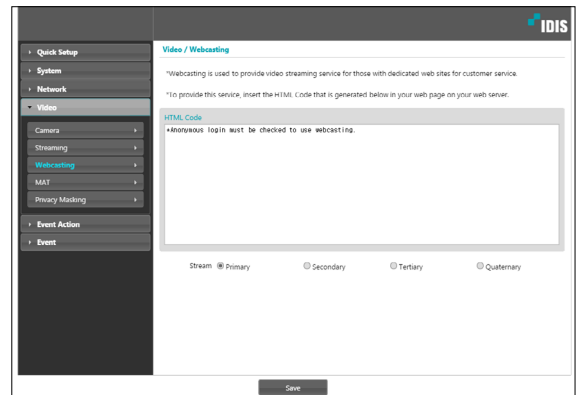 IDIS
Quick Setup
System
Network
Video
Camera
Streaming
Webcasting
MAT
Privacy Masking
Event Action
Event
Video / Webcasting
*Webcasting is used to provide video streaming service for those with dedicated web sites for customer service.
*To provide this service, insert the HTML Code that is generated below in your web page on your web server.
HTML Code
*Anonymous login must be checked to use webcasting.
Stream Primary Secondary Tertiary Quaternary
Save